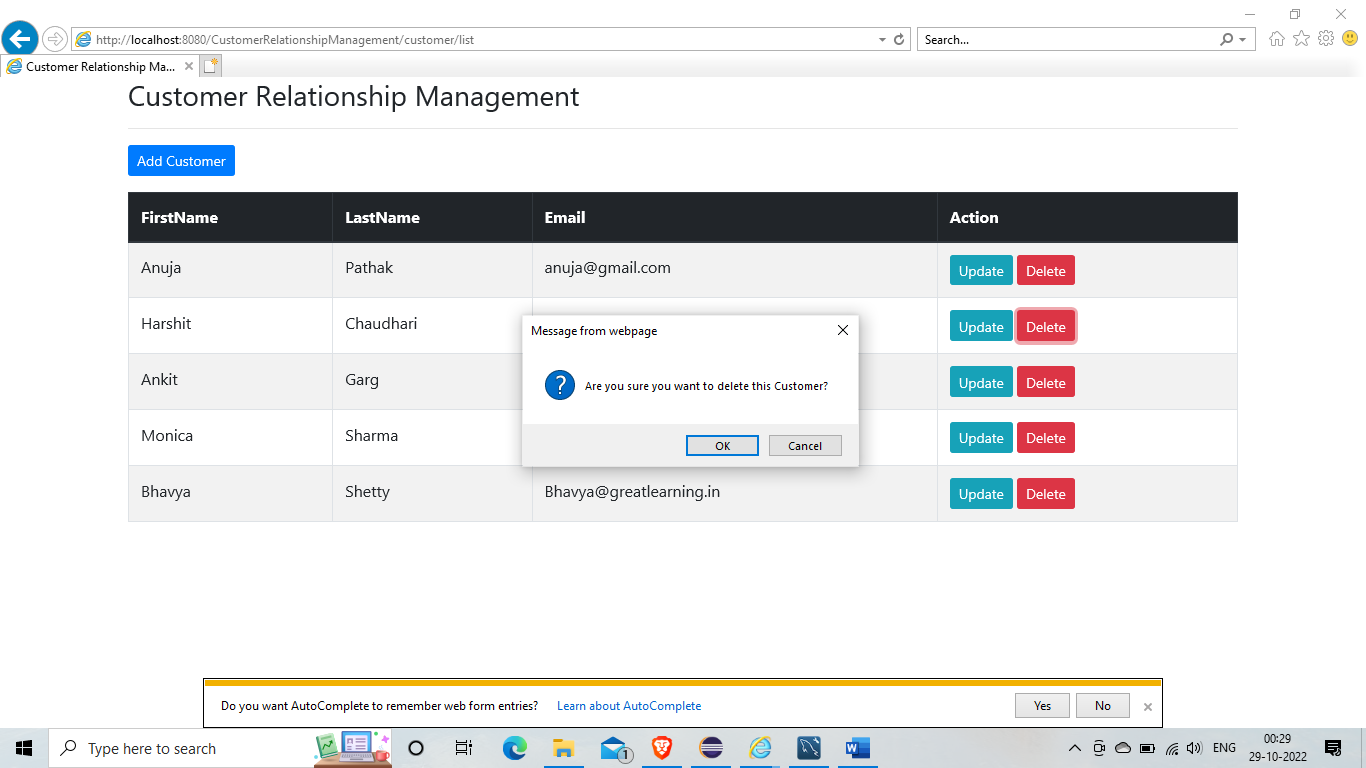 http://localhost:8080/CustomerRelationshipManagement/customer/list
Search...
Customer Relationship Ma...
Customer Relationship Management
Add Customer
FirstName LastName Email Action
Anuja Pathak anuja@gmail.com Update Delete
Harshit Chaudhari Update Delete
Ankit Garg Update Delete
Monica Sharma Update Delete
Bhavya Shetty Bhavya@greatlearning.in Update Delete
Message from webpage
? Are you sure you want to delete this Customer?
OK Cancel
Do you want AutoComplete to remember web form entries? Learn about AutoComplete Yes No
Type here to search
1
W
ENG
00:29
29-10-2022